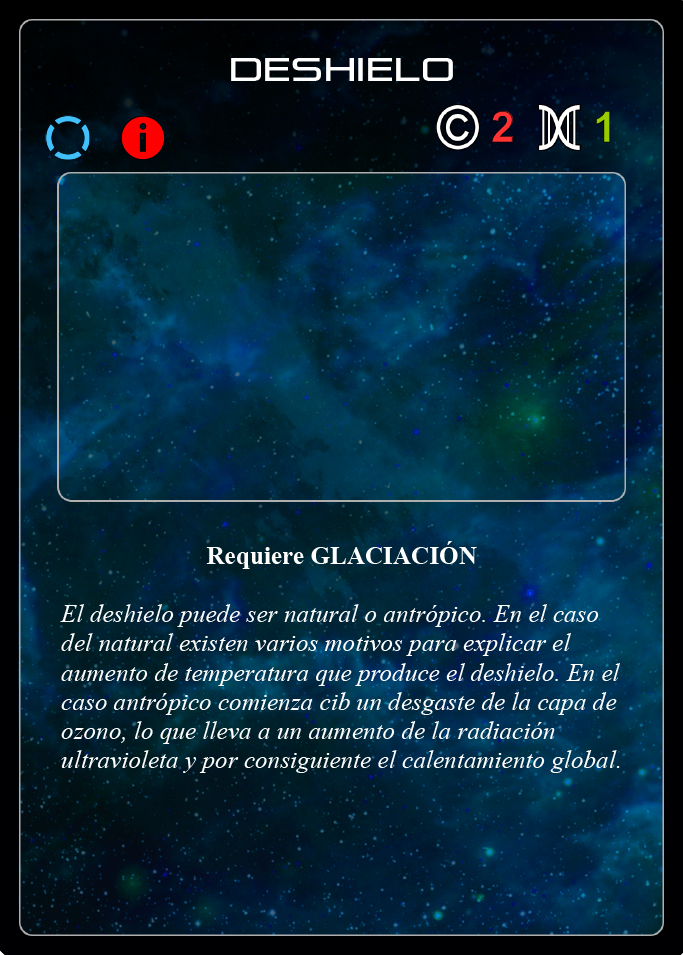 DESHIELO
i © 2 1
Requiere GLACIACIÓN
El deshielo puede ser natural o antrópico. En el caso
del natural existen varios motivos para explicar el
aumento de temperatura que produce el deshielo. En el
caso antrópico comienza cib un desgaste de la capa de
ozono, lo que lleva a un aumento de la radiación
ultravioleta y por consiguiente el calentamiento global.